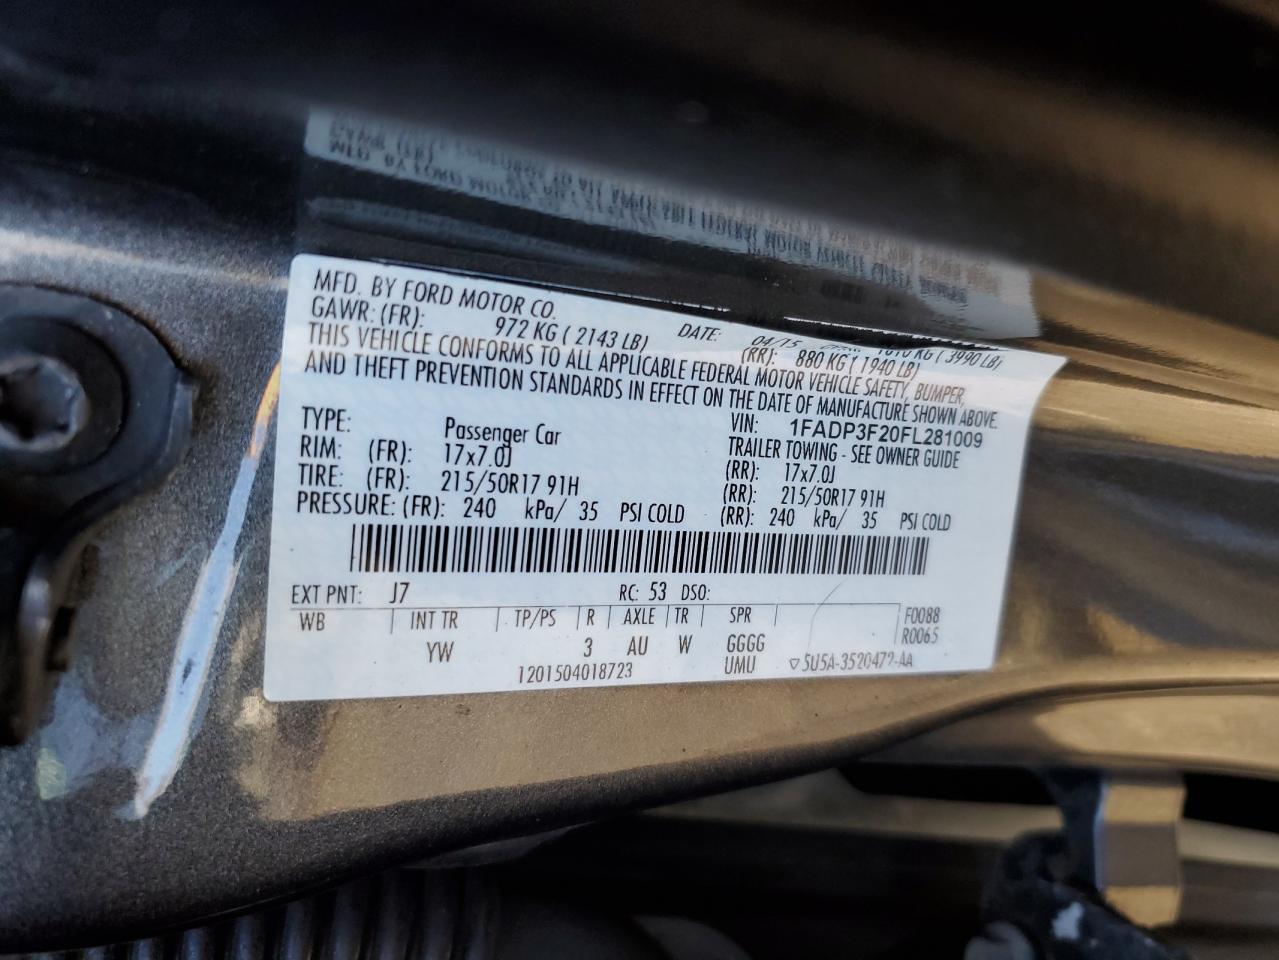 MFD. BY FORD MOTOR CO.
DATE: 04/15 1810 KG ( 3990 LB)
GAWR: (FR): 972 KG ( 2143 LB) (RR): 880 KG ( 1940 LB)
THIS VEHICLE CONFORMS TO ALL APPLICABLE FEDERAL MOTOR VEHICLE SAFETY, BUMPER,
AND THEFT PREVENTION STANDARDS IN EFFECT ON THE DATE OF MANUFACTURE SHOWN ABOVE.
VIN: 1FADP3F20FL281009
TYPE: Passenger Car TRAILER TOWING - SEE OWNER GUIDE
RIM: (FR): 17x7.0J (RR): 17x7.0J
TIRE: (FR): 215/50R17 91H (RR): 215/50R17 91H
PRESSURE: (FR): 240 kPa/ 35 PSI COLD (RR): 240 kPa/ 35 PSI COLD
EXT PNT: J7 RC: 53 DSO:
WB INT TR TP/PS R AXLE TR SPR F0088
R0065
YW 3 AU W GGGG
1201504018723 UMU ▽5U5A-3520472-AA